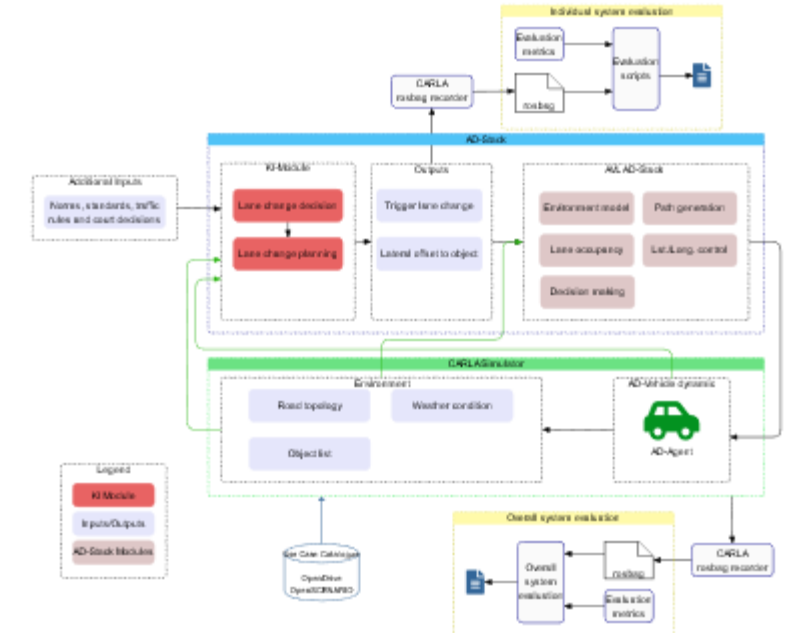 Individual system evaluation
Evaluation
metrics
Evaluation
scripts
rosbag
CARLA
rosbag recorder
AD-Stack
Additional Inputs
Norms, standards, traffic
rules and court decisions
KI-Module
Lane change decision
Lane change planning
Outputs
Trigger lane change
Lateral offset to object
AVL AD-Stack
Environment model
Path generation
Lane occupancy
Lat./Long. control
Decision making
CARLA Simulator
Environment
Road topology
Weather condition
Object list
AD-Vehicle dynamic
AD-Agent
Legend
KI Module
Inputs/Outputs
AD-Stack Modules
Use Case Catalogue
OpenDrive
OpenSCENARIO
Overall system evaluation
Overall
system
evaluation
rosbag
Evaluation
metrics
CARLA
rosbag recorder